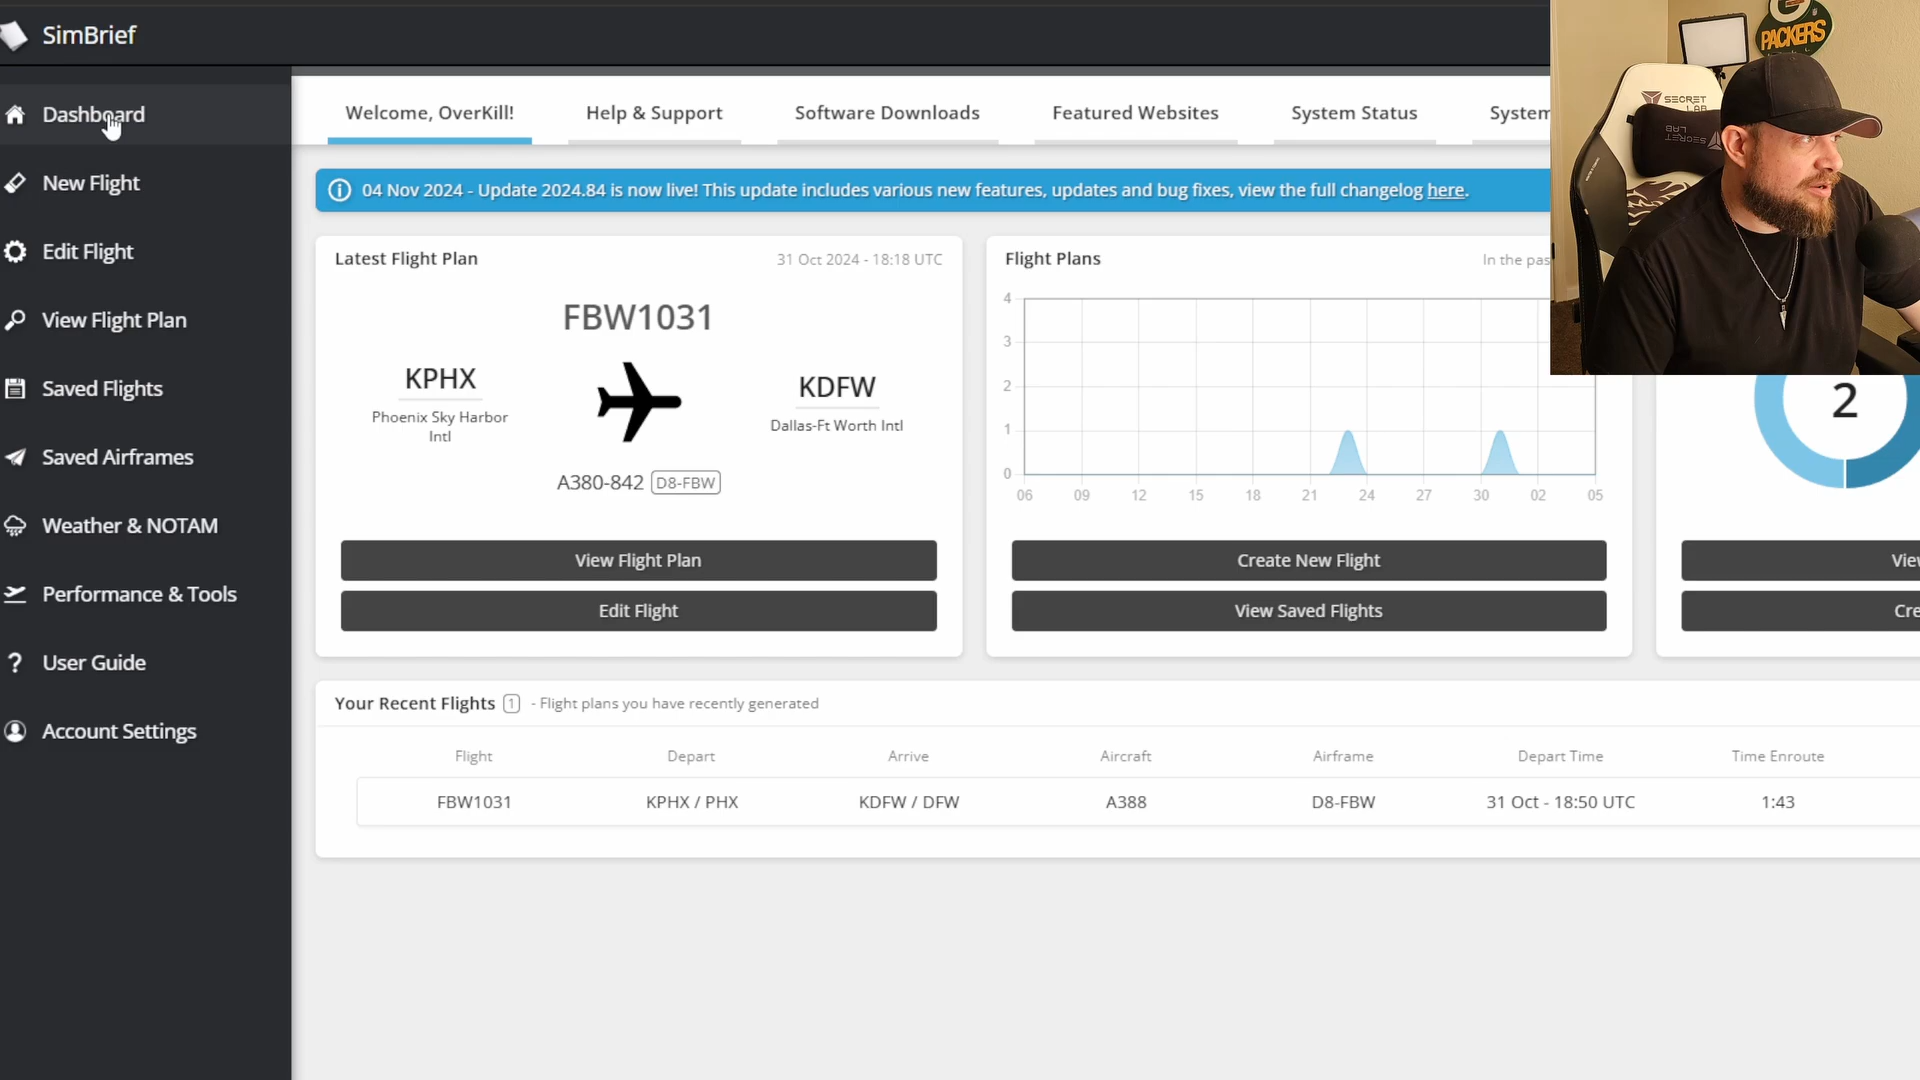 SimBrief
Dashboard
New Flight
Edit Flight
View Flight Plan
Saved Flights
Saved Airframes
Weather & NOTAM
Performance & Tools
User Guide
Account Settings
Welcome, OverKill!
Help & Support
Software Downloads
Featured Websites
System Status
System
04 Nov 2024 - Update 2024.84 is now live! This update includes various new features, updates and bug fixes, view the full changelog here.
Latest Flight Plan
31 Oct 2024 - 18:18 UTC
FBW1031
KPHX
Phoenix Sky Harbor
Intl
KDFW
Dallas-Ft Worth Intl
A380-842 D8-FBW
View Flight Plan
Edit Flight
Flight Plans
In the pas
4
3
2
1
0
06 09 12 15 18 21 24 27 30 02 05
Create New Flight
View Saved Flights
2
Vie
Cre
Your Recent Flights 1 - Flight plans you have recently generated
Flight Depart Arrive Aircraft Airframe Depart Time Time Enroute
FBW1031 KPHX / PHX KDFW / DFW A388 D8-FBW 31 Oct - 18:50 UTC 1:43
G
PACKERS
SECRET
LAB
SECRET
LAB